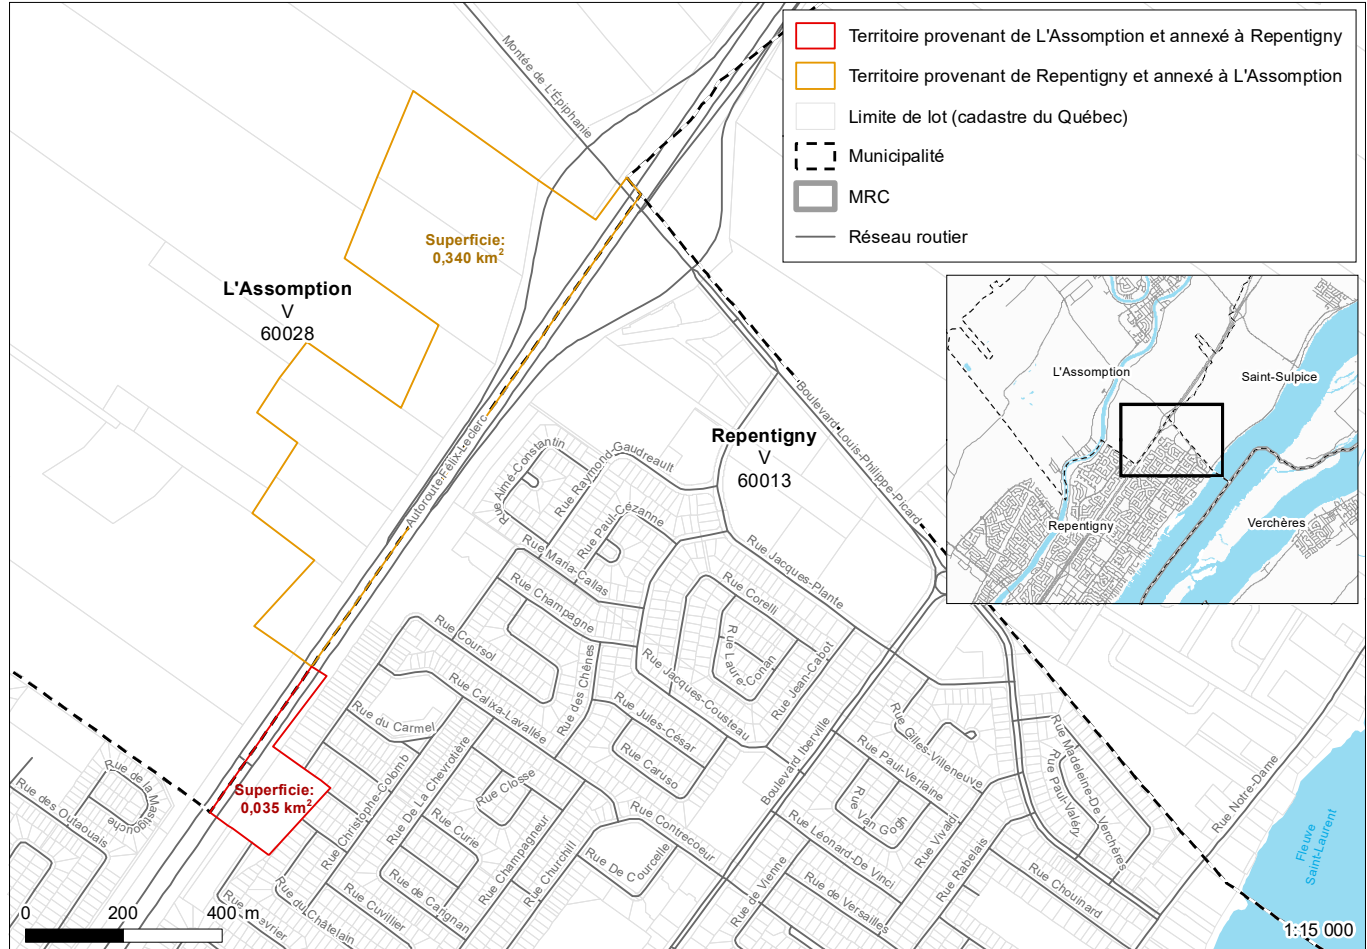 Territoire provenant de L'Assomption et annexé à Repentigny
Territoire provenant de Repentigny et annexé à L'Assomption
Limite de lot (cadastre du Québec)
Municipalité
MRC
Réseau routier
Montée de L'Épiphanie
Superficie:
0,340 km²
L'Assomption
V
60028
Autoroute Félix-Leclerc
Boulevard Louis-Philippe-Picard
Repentigny
V
60013
L'Assomption
Saint-Sulpice
Repentigny
Verchères
Rue Aimé-Constantin
Rue Raymond-Gaudreault
Rue Paul-Cézanne
Rue Maria-Callas
Rue Champagne
Rue Jacques-Plante
Rue Corelli
Rue Laure-Conan
Rue Jean-Cabot
Rue Coursol
Rue des Chênes
Rue Jacques-Cousteau
Rue Calixa-Lavallée
Rue Jules-César
Rue Caruso
Rue du Carmel
Boulevard Iberville
Rue Gilles-Villeneuve
Rue Paul-Verlaine
Rue Madeleine-De Verchères
Rue Paul-Valéry
Rue Notre-Dame
Rue de la Mastigouche
Rue des Outaouais
Superficie:
0,035 km²
Rue Christophe-Colomb
Rue De La Chevrotière
Rue Closse
Rue Curie
Rue Champagneur
Rue Contrecoeur
Rue Churchill
Rue De Courcelle
Rue Van Gogh
Rue Vivaldi
Rue Léonard-De Vinci
Rue Rabelais
Rue de Vienne
Rue de Versailles
Rue Chouinard
Rue de Carignan
Rue Cuvillier
Rue du Châtelain
Fleuve
Saint-Laurent
0 200 400 m
1:15 000